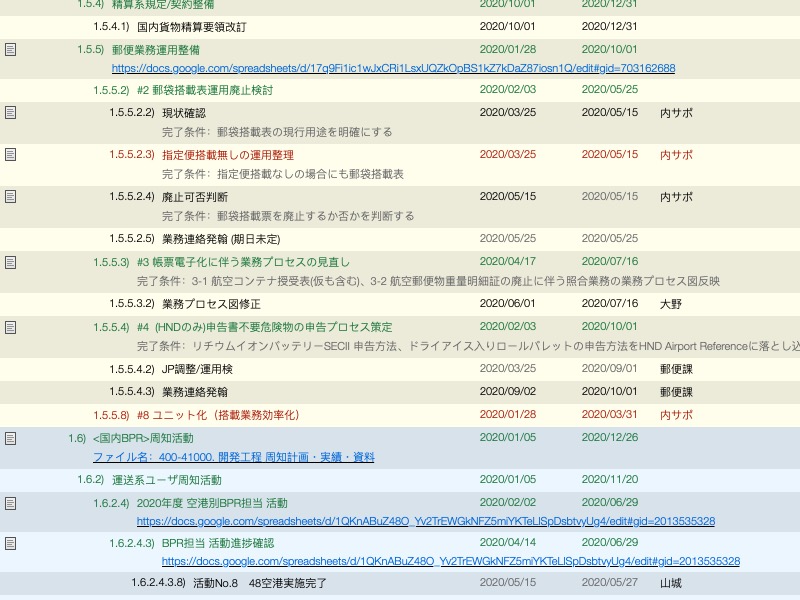 1.5.4) 精算系規定/契約整備 2020/10/01 2020/12/31
1.5.4.1) 国内貨物精算要領改訂 2020/10/01 2020/12/31
1.5.5) 郵便業務運用整備 2020/01/28 2020/10/01
https://docs.google.com/spreadsheets/d/17q9Fi1ic1wJxCRi1LsxUQZkOpBS1kZ7kDaZ87iosn1Q/edit#gid=703162688
1.5.5.2) #2 郵袋搭載表運用廃止検討 2020/02/03 2020/05/25
1.5.5.2.2) 現状確認 2020/03/25 2020/05/15 内サポ
完了条件: 郵袋搭載表の現行用途を明確にする
1.5.5.2.3) 指定便搭載無しの運用整理 2020/03/25 2020/05/15 内サポ
完了条件: 指定便搭載なしの場合にも郵袋搭載表
1.5.5.2.4) 廃止可否判断 2020/05/15 2020/05/15 内サポ
完了条件: 郵袋搭載票を廃止するか否かを判断する
1.5.5.2.5) 業務連絡発翰 (期日未定) 2020/05/25 2020/05/25
1.5.5.3) #3 帳票電子化に伴う業務プロセスの見直し 2020/04/17 2020/07/16
完了条件: 3-1 航空コンテナ授受表(仮も含む)、3-2 航空郵便物重量明細証の廃止に伴う照合業務の業務プロセス図反映
1.5.5.3.2) 業務プロセス図修正 2020/06/01 2020/07/16 大野
1.5.5.4) #4 (HNDのみ)申告書不要危険物の申告プロセス策定 2020/02/03 2020/10/01
完了条件: リチウムイオンバッテリーSECII 申告方法、ドライアイス入りロールパレットの申告方法をHND Airport Referenceに落とし込
1.5.5.4.2) JP調整/運用検 2020/03/25 2020/09/01 郵便課
1.5.5.4.3) 業務連絡発翰 2020/09/02 2020/10/01 郵便課
1.5.5.8) #8 ユニット化（搭載業務効率化） 2020/01/28 2020/03/31 内サポ
1.6) <国内BPR>周知活動 2020/01/05 2020/12/26
ファイル名: 400-41000. 開発工程 周知計画・実績・資料
1.6.2) 運送系ユーザ周知活動 2020/01/05 2020/11/20
1.6.2.4) 2020年度 空港別BPR担当 活動 2020/02/02 2020/06/29
https://docs.google.com/spreadsheets/d/1QKnABuZ48O_Yv2TrEWGkNFZ5miYKTeLlSpDsbtvyUg4/edit#gid=2013535328
1.6.2.4.3) BPR担当 活動進捗確認 2020/04/14 2020/06/29
https://docs.google.com/spreadsheets/d/1QKnABuZ48O_Yv2TrEWGkNFZ5miYKTeLlSpDsbtvyUg4/edit#gid=2013535328
1.6.2.4.3.8) 活動No.8 48空港実施完了 2020/05/15 2020/05/27 山城